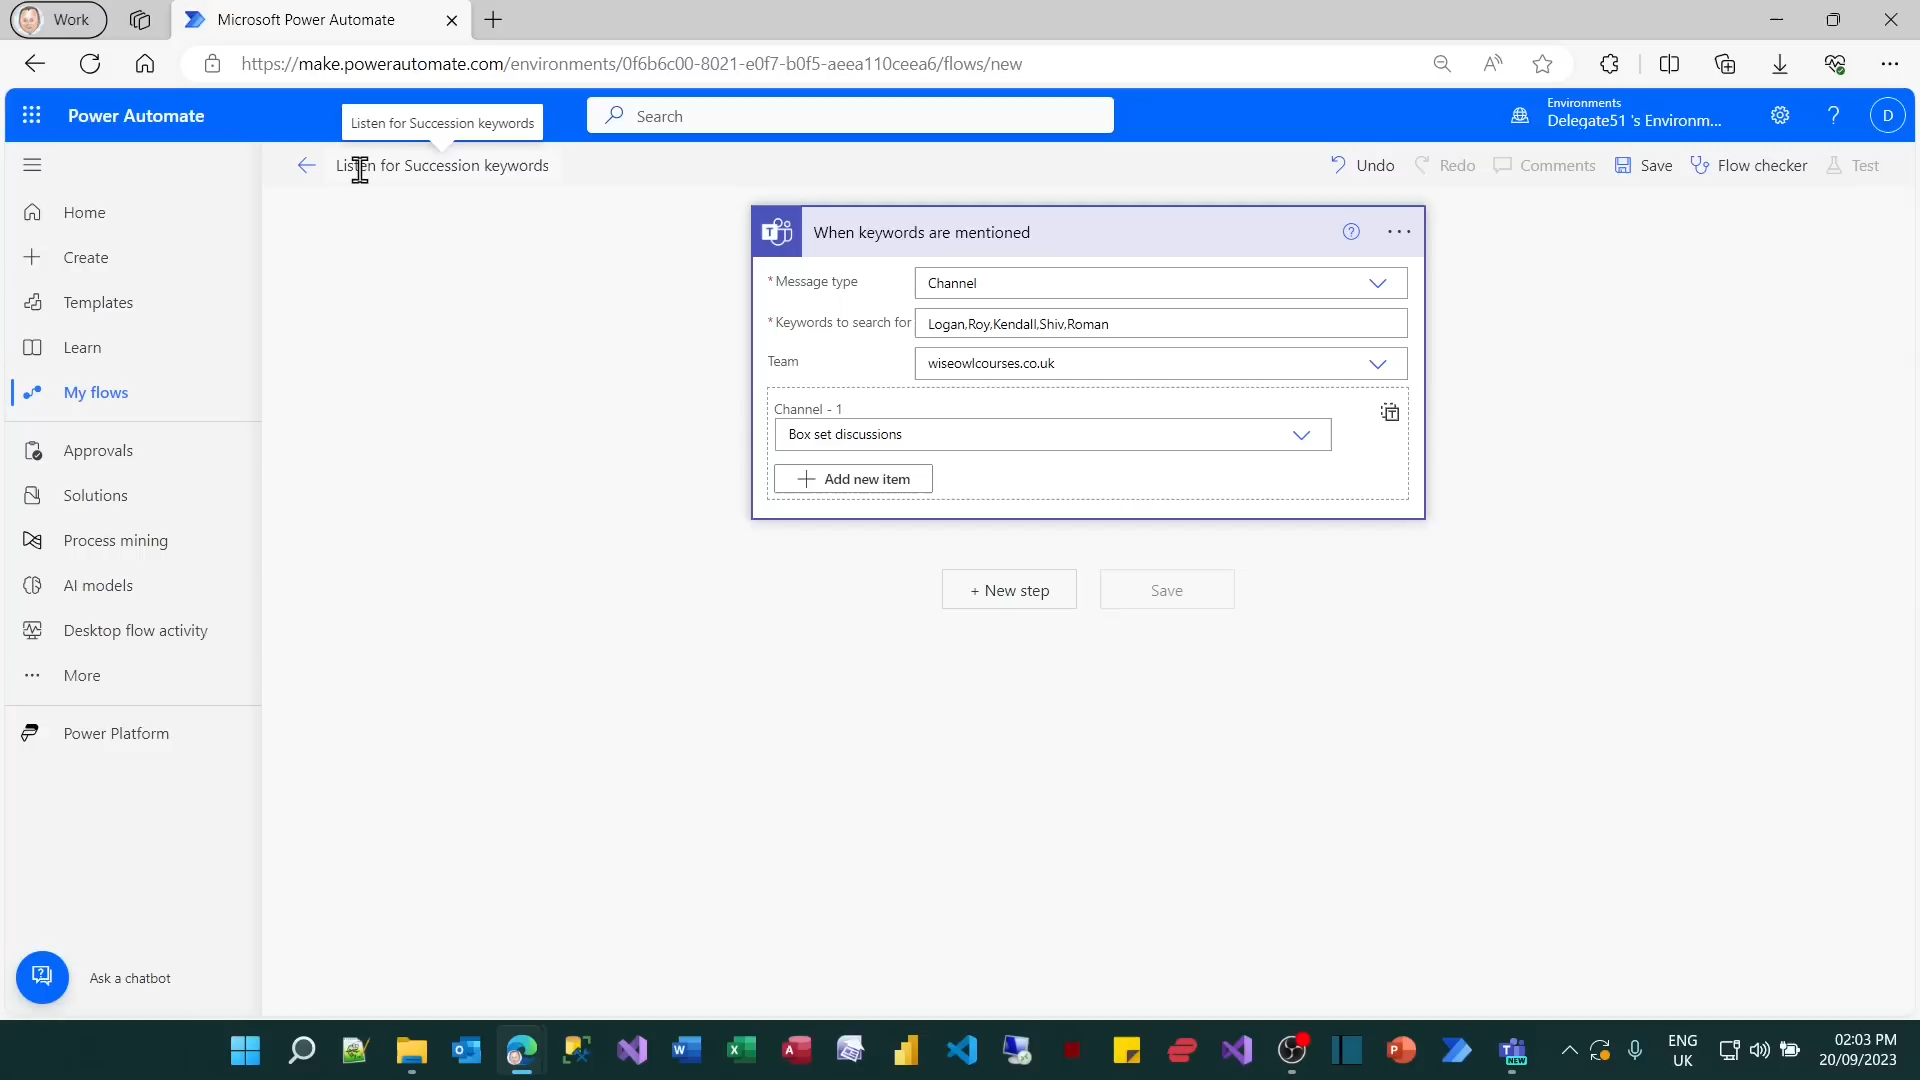 Work
Microsoft Power Automate
https://make.powerautomate.com/environments/0f6b6c00-8021-e0f7-b0f5-aeea110ceea6/flows/new
Power Automate
Listen for Succession keywords
Search
Environments
Delegate51 's Environm...
D
Listen for Succession keywords
Undo
Redo
Comments
Save
Flow checker
Test
Home
Create
Templates
Learn
My flows
Approvals
Solutions
Process mining
AI models
Desktop flow activity
More
Power Platform
Ask a chatbot
When keywords are mentioned
* Message type
Channel
* Keywords to search for
Logan,Roy,Kendall,Shiv,Roman
Team
wiseowlcourses.co.uk
Channel - 1
Box set discussions
Add new item
+ New step
Save
NEW
ENG
UK
02:03 PM
20/09/2023